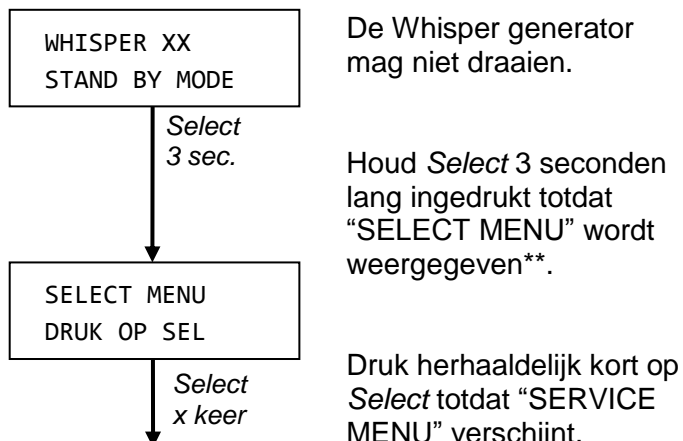 WHISPER XX
STAND BY MODE
De Whisper generator
mag niet draaien.
Select
3 sec.
Houd Select 3 seconden
lang ingedrukt totdat
“SELECT MENU” wordt
weergegeven**.
SELECT MENU
DRUK OP SEL
Select
x keer
Druk herhaaldelijk kort op
Select totdat “SERVICE
MENU” verschijnt.